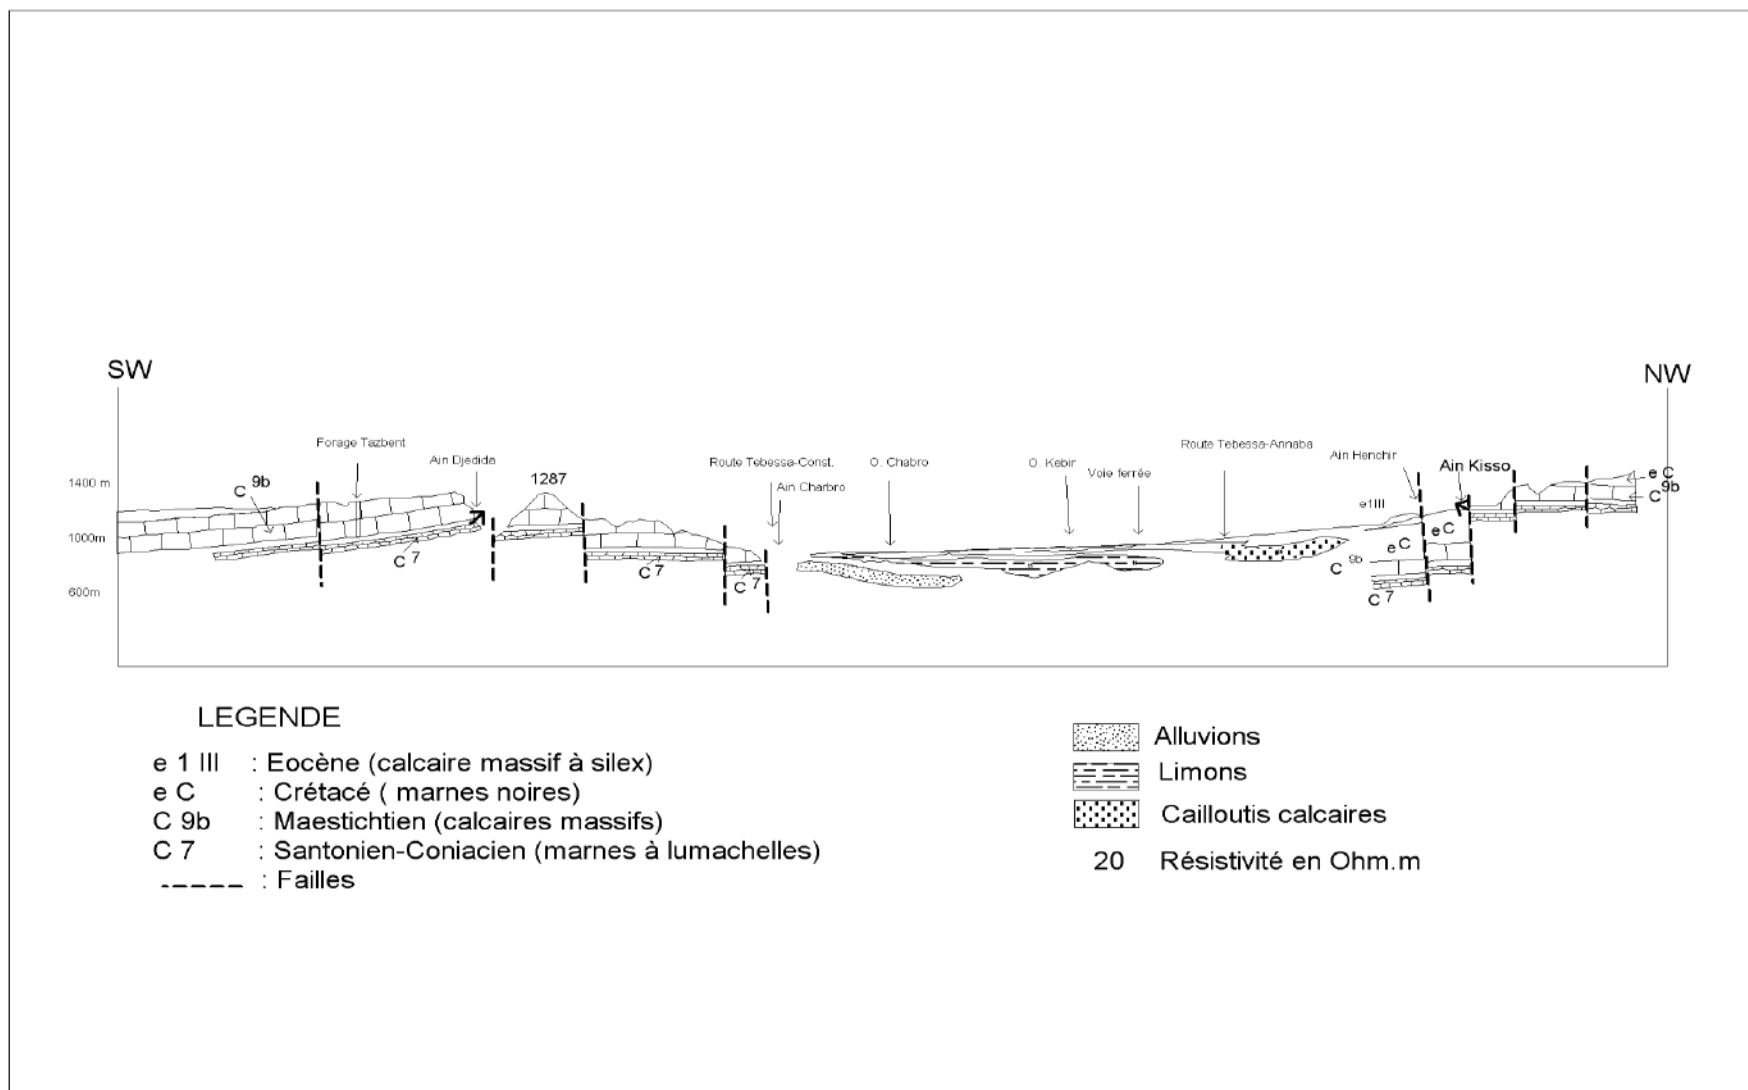 SW
NW
Forage Tazbent
Ain Djedida
1287
Route Tebessa-Const.
Ain Charbro
O. Chabro
O. Kebir
Voie ferrée
Route Tebessa-Annaba
Ain Henchir
Ain Kisso
1400 m
1000m
600m
C 9b
C 7
C 7
C 7
e1III
e C
e C
C 9b
C 7
e C
C 9b
LEGENDE
e 1 III : Eocène (calcaire massif à silex)
e C : Crétacé ( marnes noires)
C 9b : Maestichtien (calcaires massifs)
C 7 : Santonien-Coniacien (marnes à lumachelles)
: Failles
Alluvions
Limons
Cailloutis calcaires
20 Résistivité en Ohm.m